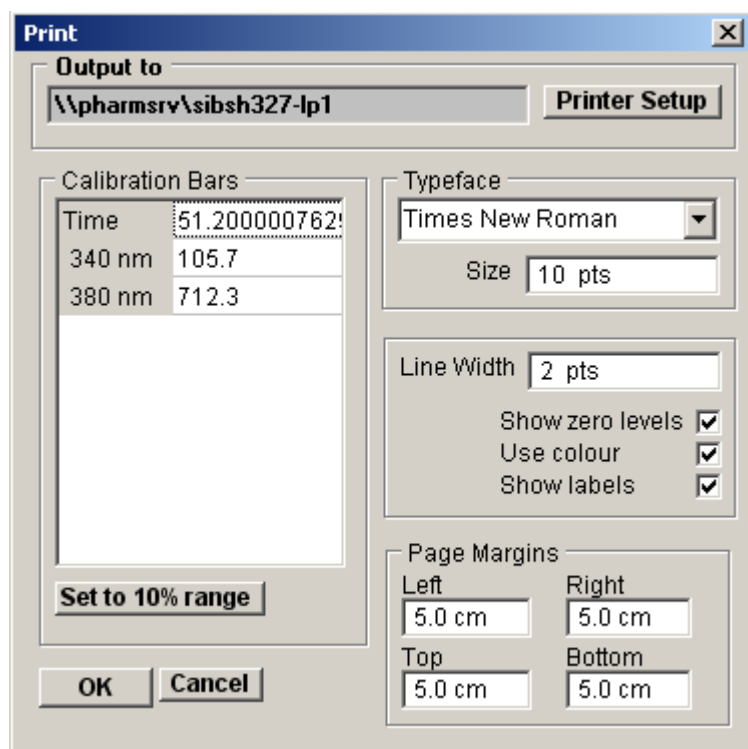 Print
Output to
\\pharmsrv\sibsh327-lp1
Printer Setup
Calibration Bars
Time 51.2000007629
340 nm 105.7
380 nm 712.3
Set to 10% range
OK
Cancel
Typeface
Times New Roman
Size 10 pts
Line Width 2 pts
Show zero levels
Use colour
Show labels
Page Margins
Left Right
5.0 cm 5.0 cm
Top Bottom
5.0 cm 5.0 cm